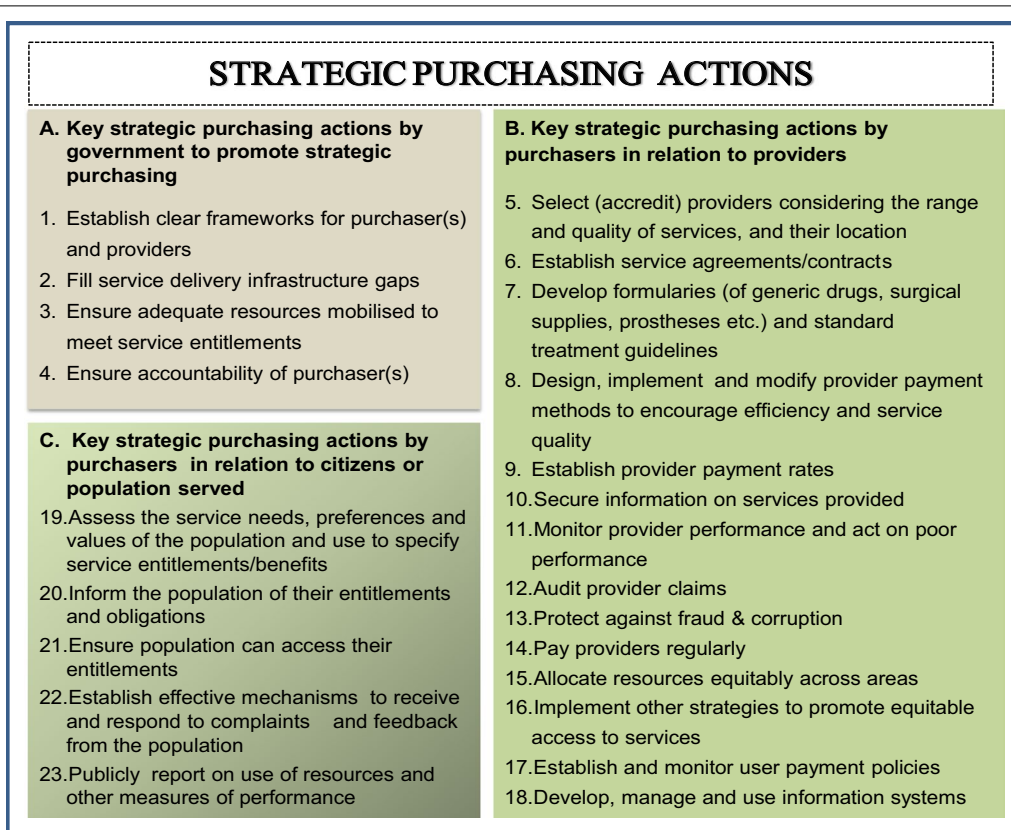 STRATEGIC PURCHASING ACTIONS
A. Key strategic purchasing actions by
government to promote strategic
purchasing
1. Establish clear frameworks for purchaser(s)
and providers
2. Fill service delivery infrastructure gaps
3. Ensure adequate resources mobilised to
meet service entitlements
4. Ensure accountability of purchaser(s)
B. Key strategic purchasing actions by
purchasers in relation to providers
5. Select (accredit) providers considering the range
and quality of services, and their location
6. Establish service agreements/contracts
7. Develop formularies (of generic drugs, surgical
supplies, prostheses etc.) and standard
treatment guidelines
8. Design, implement and modify provider payment
methods to encourage efficiency and service
quality
9. Establish provider payment rates
10.Secure information on services provided
11.Monitor provider performance and act on poor
performance
12.Audit provider claims
13.Protect against fraud & corruption
14.Pay providers regularly
15.Allocate resources equitably across areas
16.Implement other strategies to promote equitable
access to services
17.Establish and monitor user payment policies
18.Develop, manage and use information systems
C. Key strategic purchasing actions by
purchasers in relation to citizens or
population served
19.Assess the service needs, preferences and
values of the population and use to specify
service entitlements/benefits
20.Inform the population of their entitlements
and obligations
21.Ensure population can access their
entitlements
22.Establish effective mechanisms to receive
and respond to complaints and feedback
from the population
23.Publicly report on use of resources and
other measures of performance